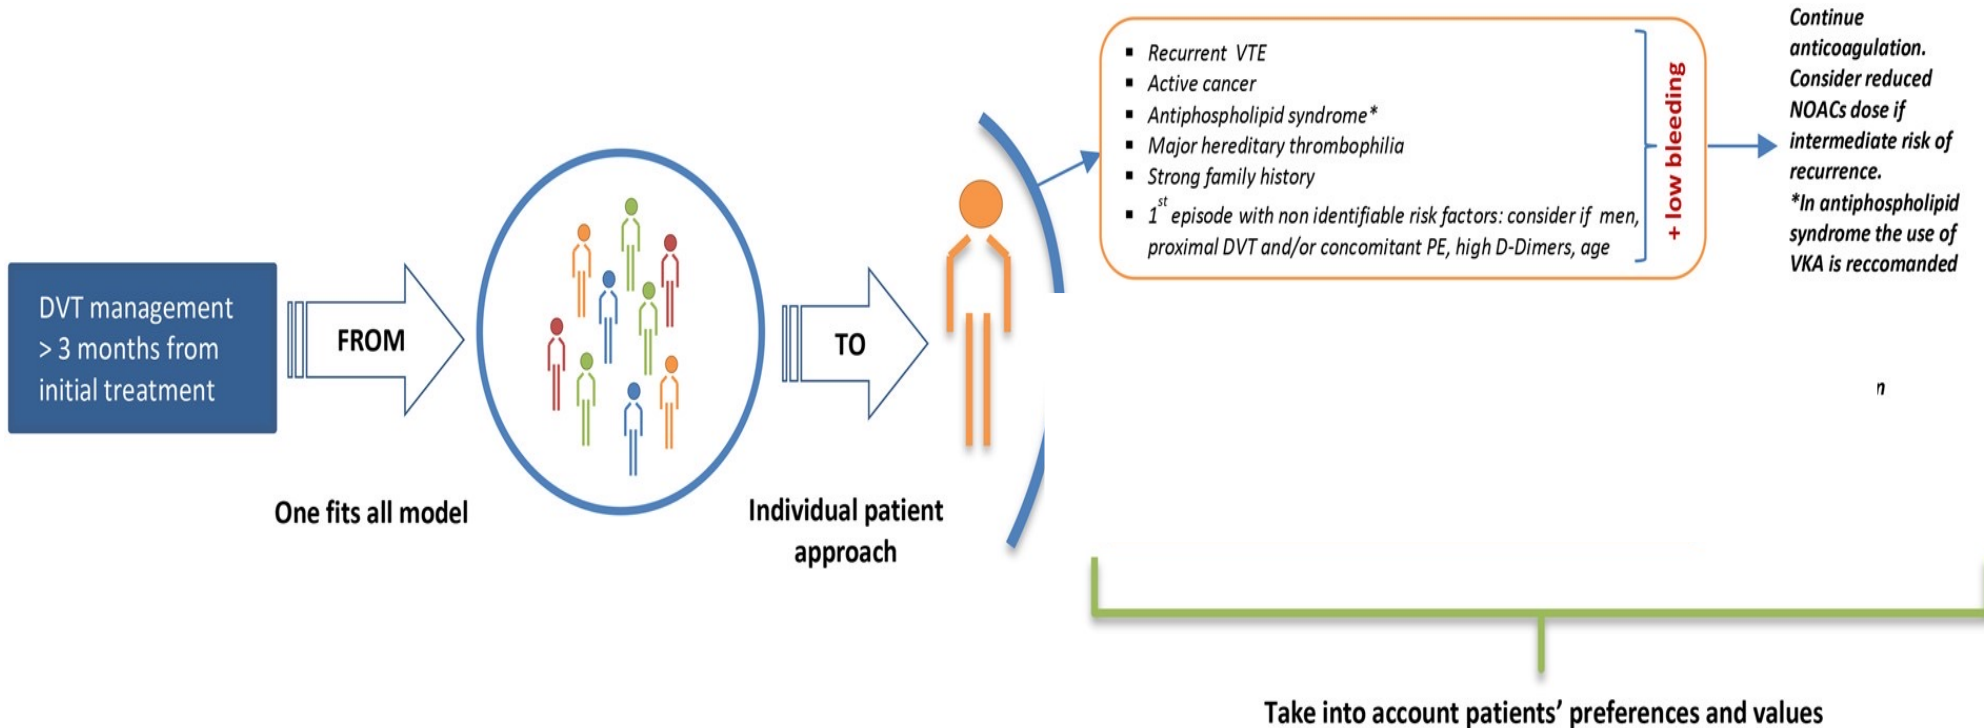 DVT management
> 3 months from
initial treatment
FROM
One fits all model
TO
Individual patient
approach
▪ Recurrent VTE
▪ Active cancer
▪ Antiphospholipid syndrome*
▪ Major hereditary thrombophilia
▪ Strong family history
▪ 1st episode with non identifiable risk factors: consider if men,
proximal DVT and/or concomitant PE, high D-Dimers, age
+ low bleeding
Continue
anticoagulation.
Consider reduced
NOACs dose if
intermediate risk of
recurrence.
*In antiphospholipid
syndrome the use of
VKA is reccomanded
n
Take into account patients’ preferences and values